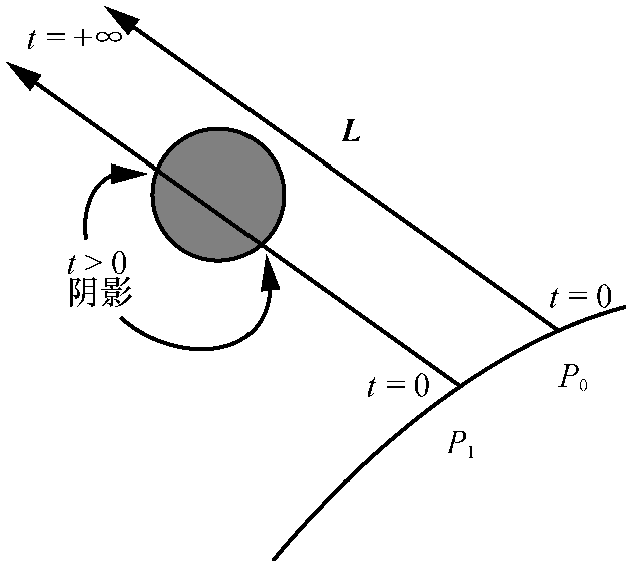 t = +∞
L
t > 0
阴影
t = 0
P₀
t = 0
P₁